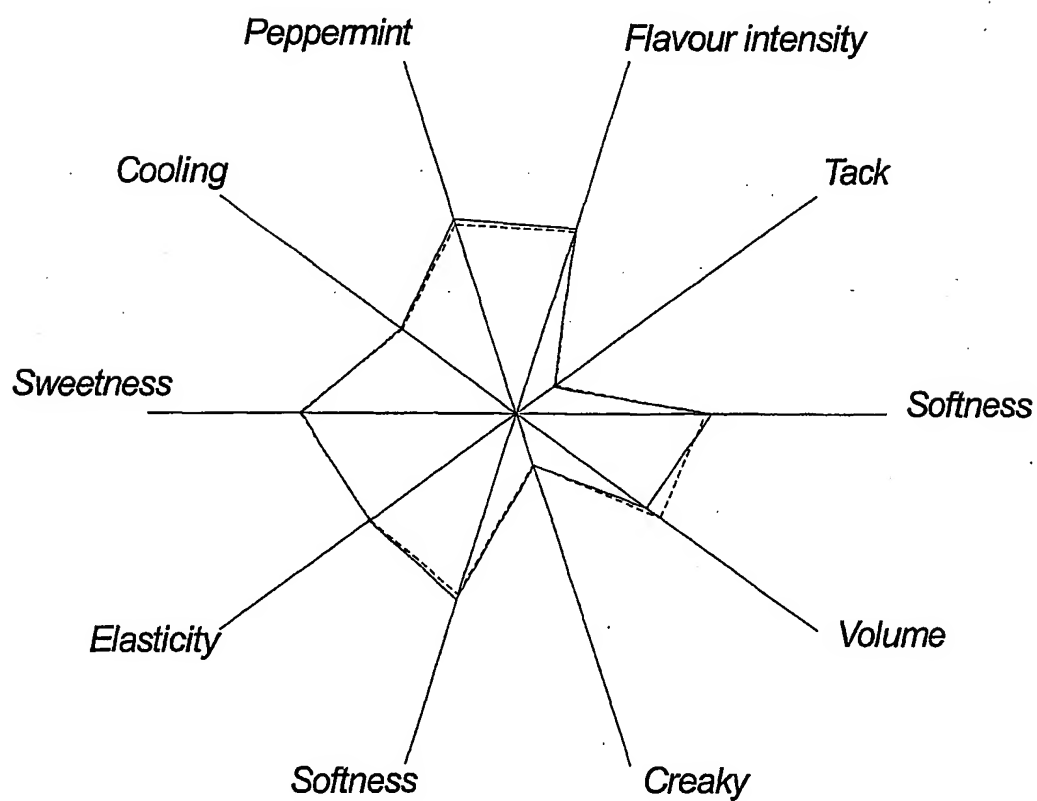 Peppermint
Flavour intensity
Cooling
Tack
Sweetness
Softness
Elasticity
Volume
Softness
Creaky